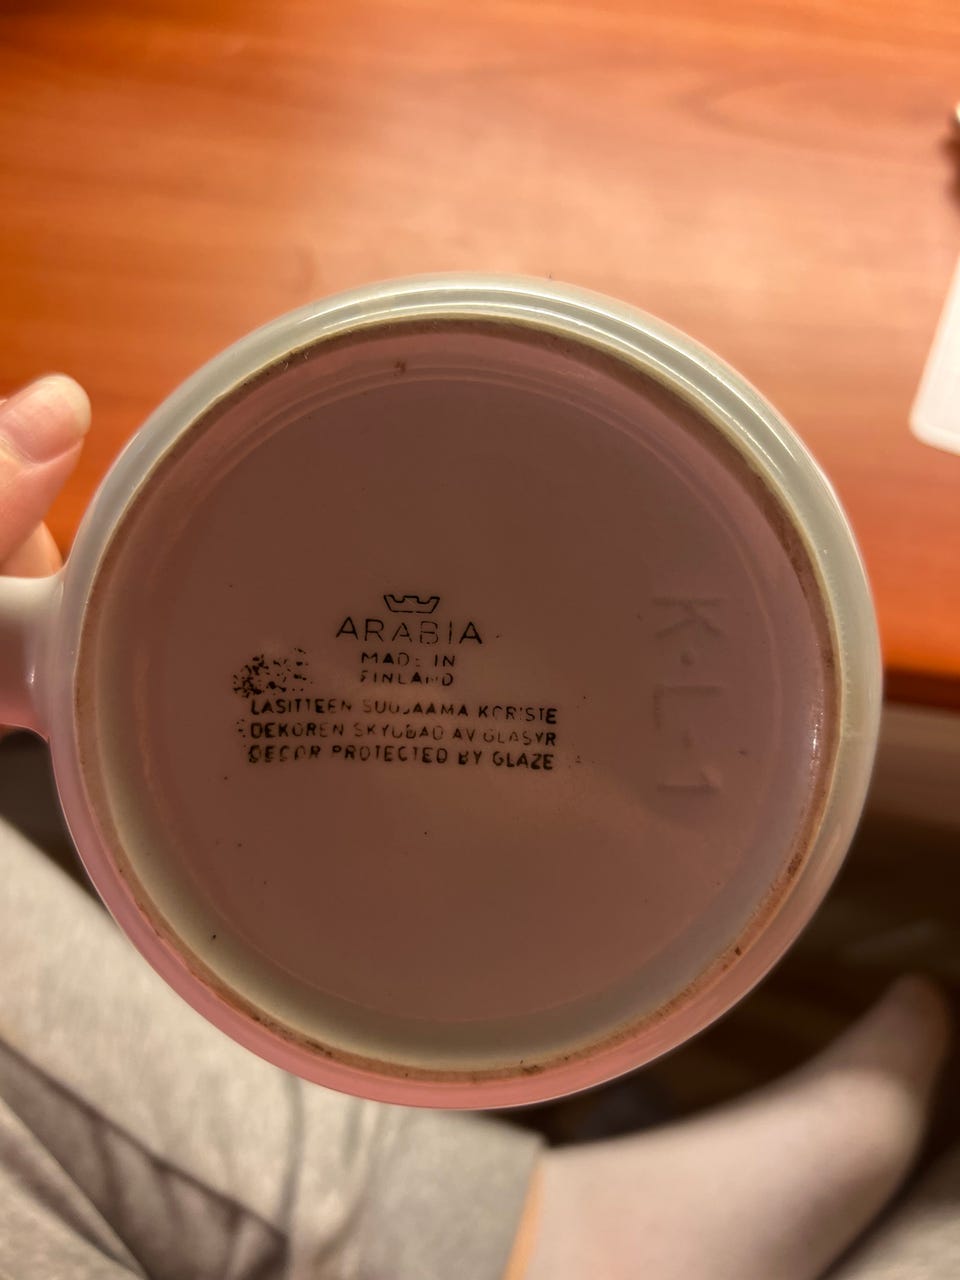 ARABIA
MADE IN
FINLAND
LASITTEEN SUOJAAMA KORISTE
DEKOREN SKYDDAD AV GLASYR
DECOR PROTECTED BY GLAZE
K·L·1